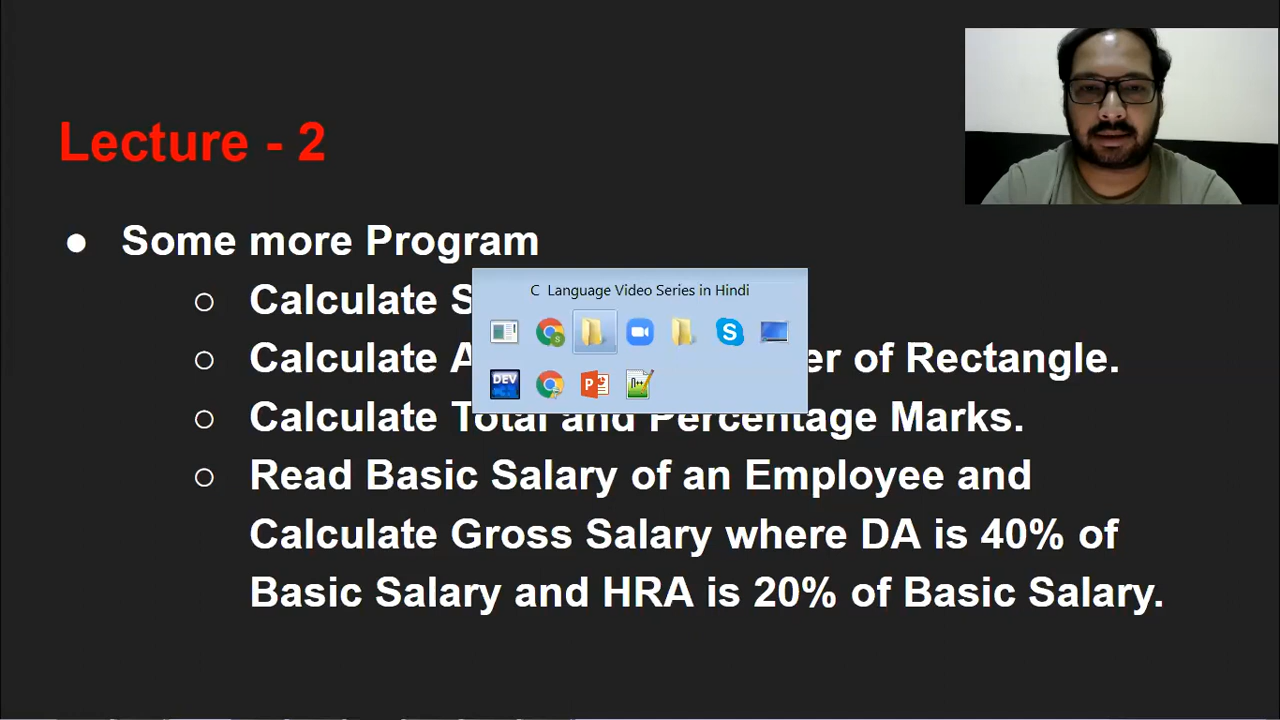 Lecture - 2
● Some more Program
C Language Video Series in Hindi
○ Calculate S
○ Calculate A er of Rectangle.
DEV
○ Calculate Total and Percentage Marks.
○ Read Basic Salary of an Employee and
Calculate Gross Salary where DA is 40% of
Basic Salary and HRA is 20% of Basic Salary.